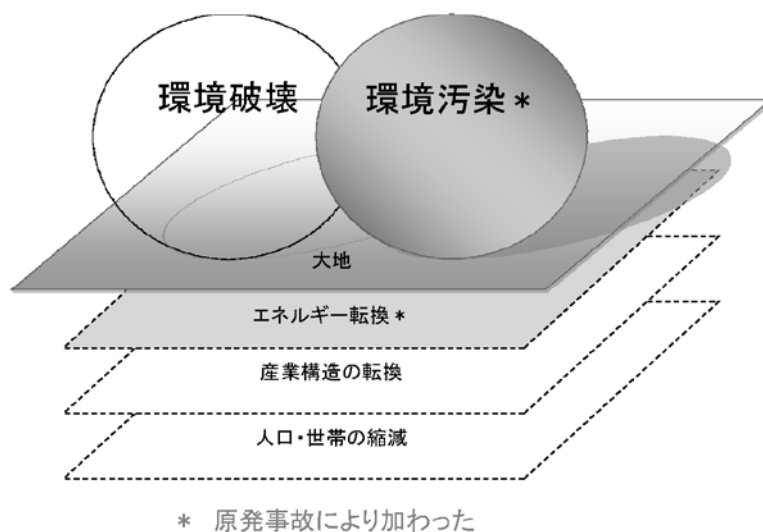 環境破壊
環境汚染＊
大地
エネルギー転換＊
産業構造の転換
人口・世帯の縮減
＊ 原発事故により加わった